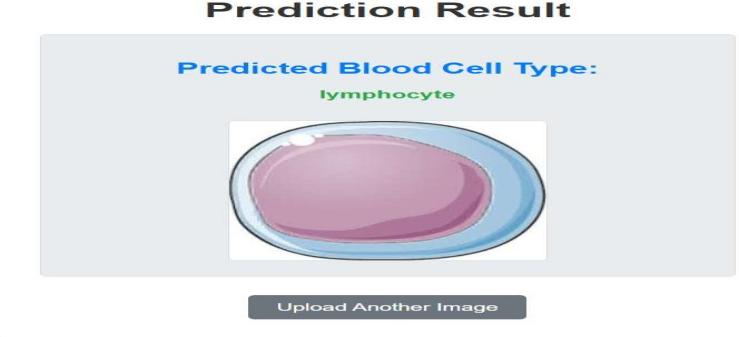 Prediction Result
Predicted Blood Cell Type:
lymphocyte
Upload Another Image